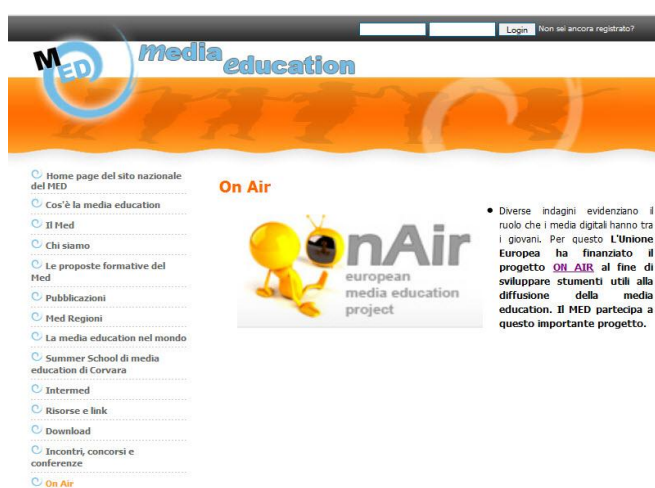 Login Non sei ancora registrato?
MED
media
education
Home page del sito nazionale
del MED
Cos'è la media education
Il Med
Chi siamo
Le proposte formative del
Med
Pubblicazioni
Med Regioni
La media education nel mondo
Summer School di media
education di Corvara
Intermed
Risorse e link
Download
Incontri, concorsi e
conferenze
On Air
On Air
onAir
european
media education
project
Diverse indagini evidenziano il
ruolo che i media digitali hanno tra
i giovani. Per questo L'Unione
Europea ha finanziato il
progetto ON AIR al fine di
sviluppare stumenti utili alla
diffusione della media
education. Il MED partecipa a
questo importante progetto.